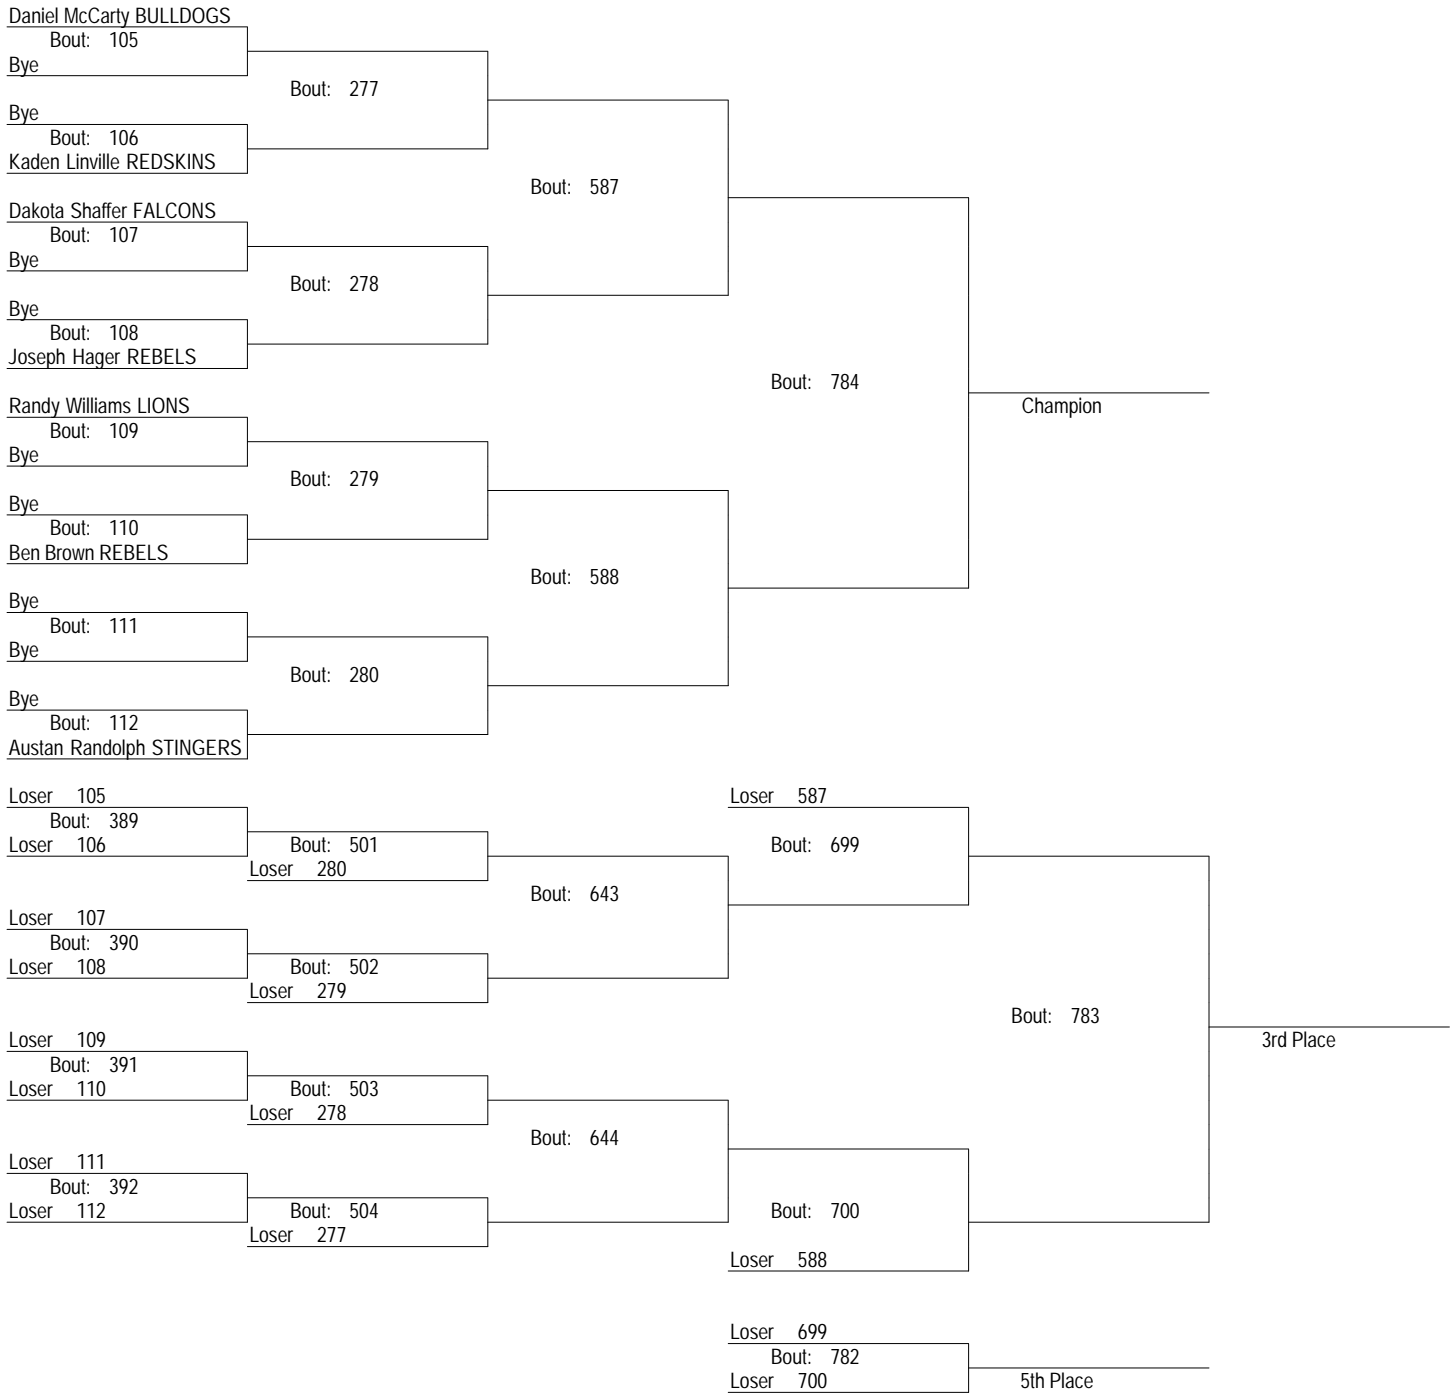 Daniel McCarty BULLDOGS
Bout: 105
Bye
Bout: 277
Bye
Bout: 106
Kaden Linville REDSKINS
Bout: 587
Dakota Shaffer FALCONS
Bout: 107
Bye
Bout: 278
Bye
Bout: 108
Joseph Hager REBELS
Bout: 784
Champion
Randy Williams LIONS
Bout: 109
Bye
Bout: 279
Bye
Bout: 110
Ben Brown REBELS
Bout: 588
Bye
Bout: 111
Bye
Bout: 280
Bye
Bout: 112
Austan Randolph STINGERS
Loser 105
Bout: 389
Loser 106
Bout: 501
Loser 280
Bout: 643
Loser 587
Bout: 699
Loser 107
Bout: 390
Loser 108
Bout: 502
Loser 279
Bout: 783
3rd Place
Loser 109
Bout: 391
Loser 110
Bout: 503
Loser 278
Bout: 644
Loser 111
Bout: 392
Loser 112
Bout: 504
Loser 277
Bout: 700
Loser 588
Loser 699
Bout: 782
Loser 700
5th Place